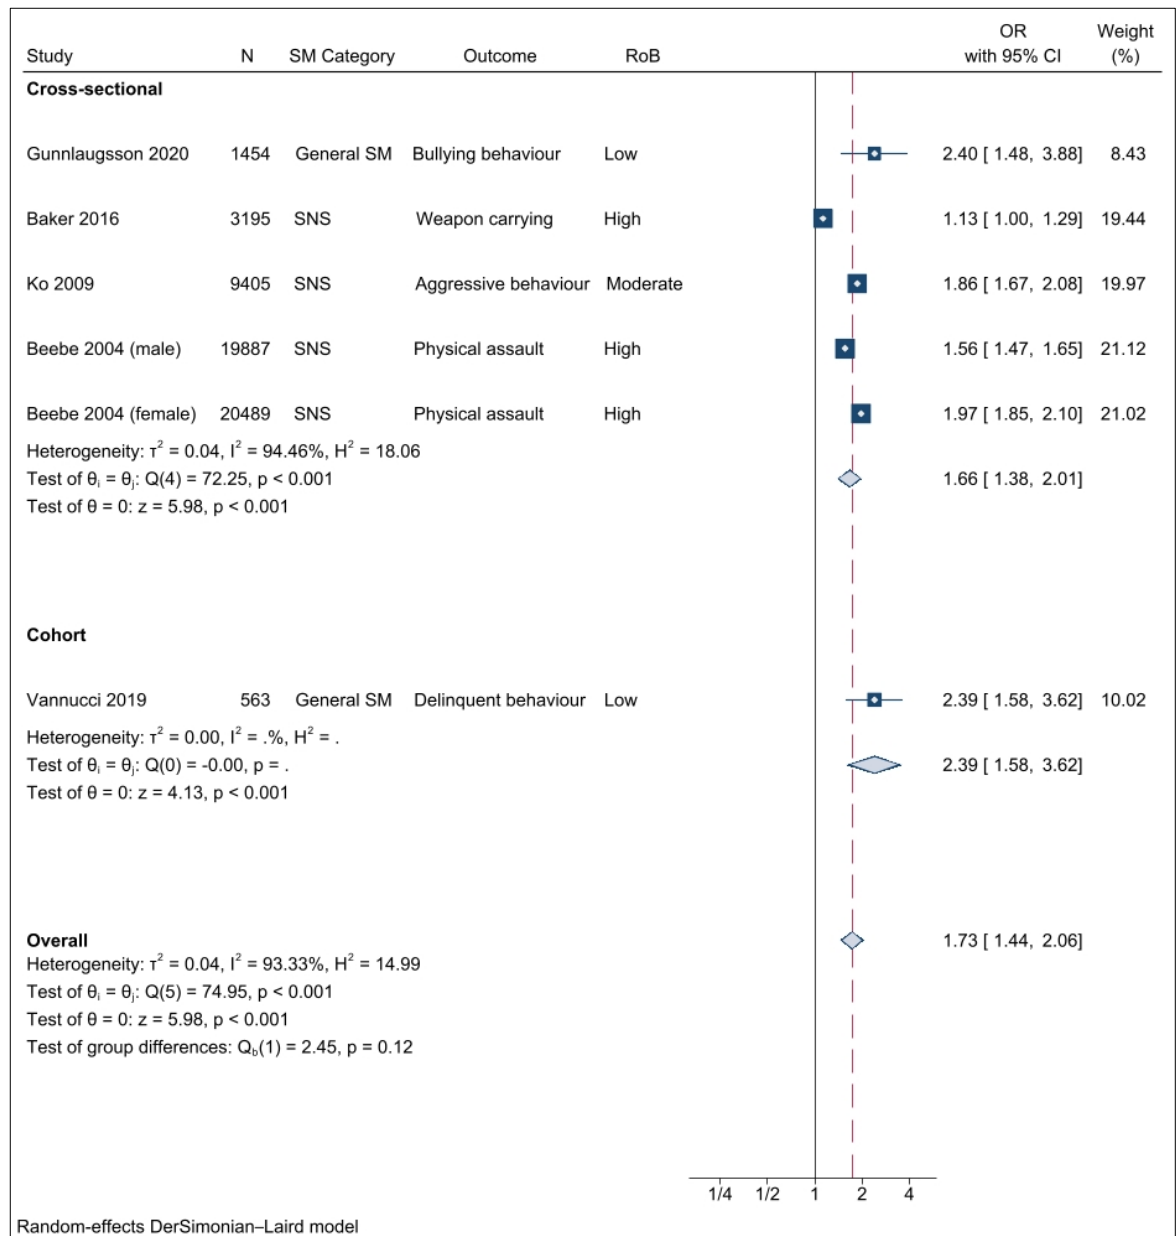 OR Weight
Study N SM Category Outcome RoB with 95% CI (%)
Cross-sectional
Gunnlaugsson 2020 1454 General SM Bullying behaviour Low 2.40 [ 1.48, 3.88] 8.43
Baker 2016 3195 SNS Weapon carrying High 1.13 [ 1.00, 1.29] 19.44
Ko 2009 9405 SNS Aggressive behaviour Moderate 1.86 [ 1.67, 2.08] 19.97
Beebe 2004 (male) 19887 SNS Physical assault High 1.56 [ 1.47, 1.65] 21.12
Beebe 2004 (female) 20489 SNS Physical assault High 1.97 [ 1.85, 2.10] 21.02
Heterogeneity: τ² = 0.04, I² = 94.46%, H² = 18.06
Test of θᵢ = θⱼ: Q(4) = 72.25, p < 0.001 1.66 [ 1.38, 2.01]
Test of θ = 0: z = 5.98, p < 0.001
Cohort
Vannucci 2019 563 General SM Delinquent behaviour Low 2.39 [ 1.58, 3.62] 10.02
Heterogeneity: τ² = 0.00, I² = .%, H² = .
Test of θᵢ = θⱼ: Q(0) = -0.00, p = . 2.39 [ 1.58, 3.62]
Test of θ = 0: z = 4.13, p < 0.001
Overall 1.73 [ 1.44, 2.06]
Heterogeneity: τ² = 0.04, I² = 93.33%, H² = 14.99
Test of θᵢ = θⱼ: Q(5) = 74.95, p < 0.001
Test of θ = 0: z = 5.98, p < 0.001
Test of group differences: Q_b(1) = 2.45, p = 0.12
1/4 1/2 1 2 4
Random-effects DerSimonian–Laird model